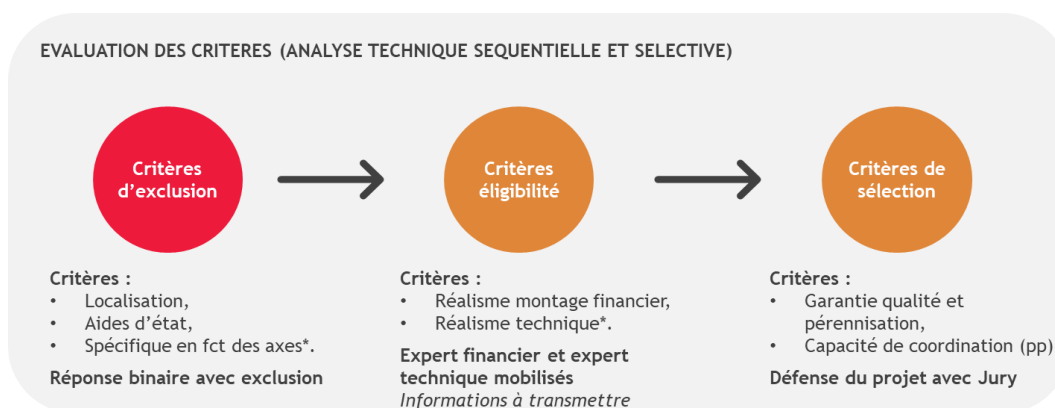 EVALUATION DES CRITERES (ANALYSE TECHNIQUE SEQUENTIELLE ET SELECTIVE)
Critères
d'exclusion
Critères
éligibilité
Critères de
sélection
Critères :
• Localisation,
• Aides d'état,
• Spécifique en fct des axes*.
Réponse binaire avec exclusion
Critères :
• Réalisme montage financier,
• Réalisme technique*.
Expert financier et expert
technique mobilisés
Informations à transmettre
Critères :
• Garantie qualité et
pérennisation,
• Capacité de coordination (pp)
Défense du projet avec Jury